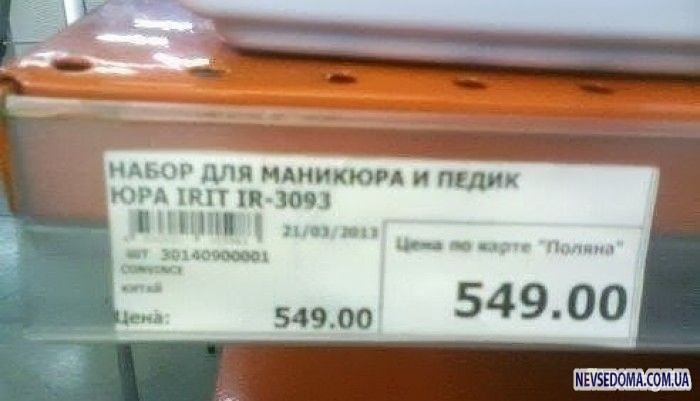 НАБОР ДЛЯ МАНИКЮРА И ПЕДИК
ЮРА IRIT IR-3093
21/03/2013
ШТ 30140900001
CONVINCE
КИТАЙ
Цена: 549.00
Цена по карте "Поляна"
549.00
NEVSEDOMA.COM.UA